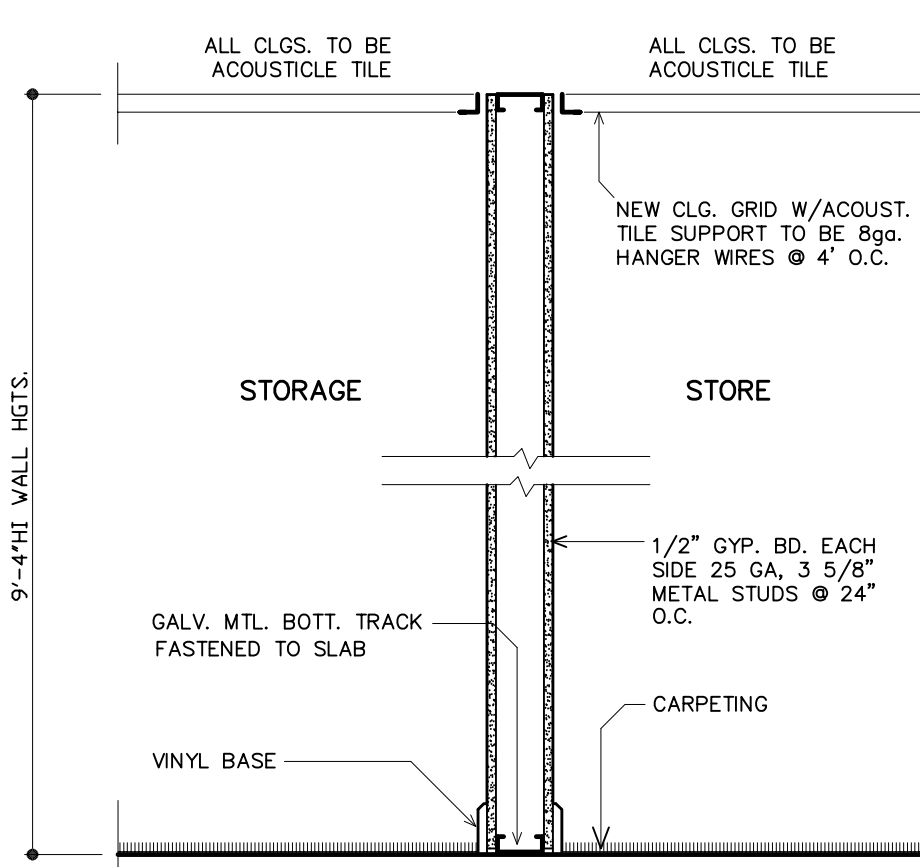 ALL CLGS. TO BE
ACOUSTICLE TILE
ALL CLGS. TO BE
ACOUSTICLE TILE
NEW CLG. GRID W/ACOUST.
TILE SUPPORT TO BE 8ga.
HANGER WIRES @ 4' O.C.
9'-4"HI WALL HGTS.
STORAGE
STORE
1/2" GYP. BD. EACH
SIDE 25 GA, 3 5/8"
METAL STUDS @ 24"
O.C.
GALV. MTL. BOTT. TRACK
FASTENED TO SLAB
CARPETING
VINYL BASE